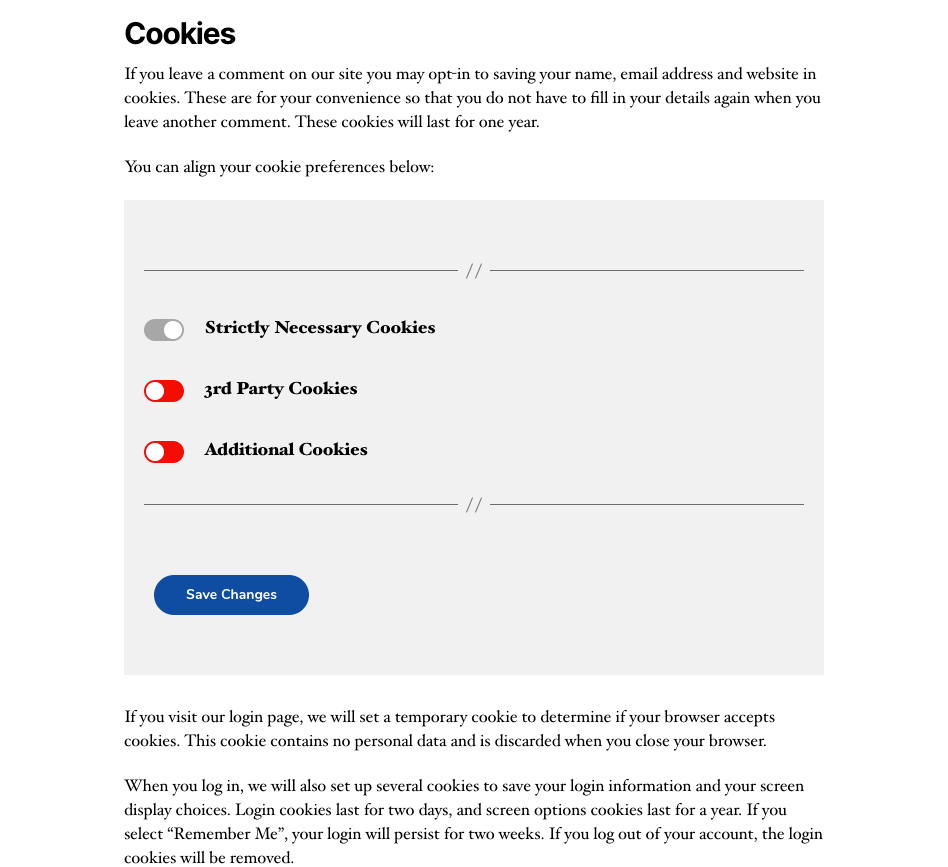 Cookies
If you leave a comment on our site you may opt-in to saving your name, email address and website in
cookies. These are for your convenience so that you do not have to fill in your details again when you
leave another comment. These cookies will last for one year.
You can align your cookie preferences below:
//
Strictly Necessary Cookies
3rd Party Cookies
Additional Cookies
//
Save Changes
If you visit our login page, we will set a temporary cookie to determine if your browser accepts
cookies. This cookie contains no personal data and is discarded when you close your browser.
When you log in, we will also set up several cookies to save your login information and your screen
display choices. Login cookies last for two days, and screen options cookies last for a year. If you
select “Remember Me”, your login will persist for two weeks. If you log out of your account, the login
cookies will be removed.